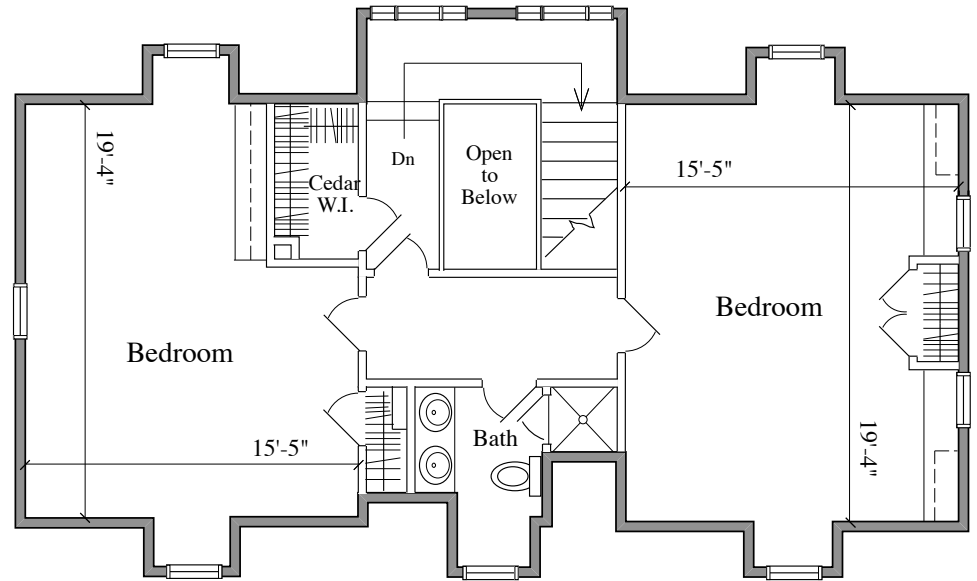 19'-4"
Cedar
W.I.
Dn
Open
to
Below
15'-5"
Bedroom
Bedroom
15'-5"
Bath
19'-4"